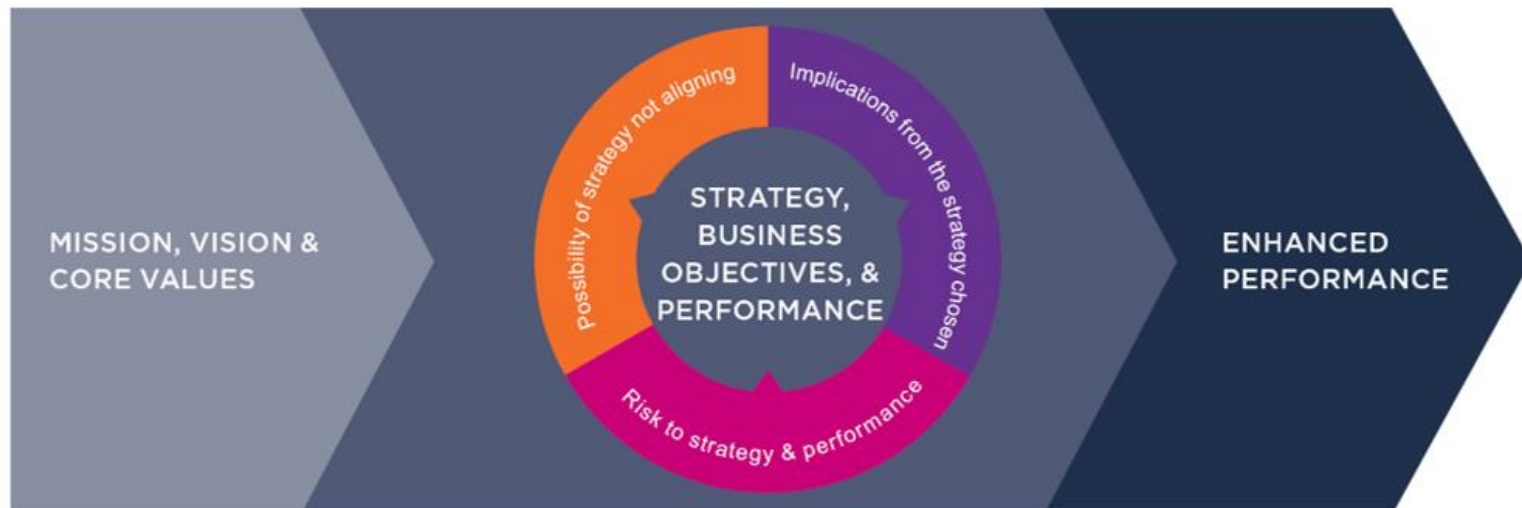 MISSION, VISION &
CORE VALUES
Possibility of strategy not aligning
Implications from the strategy chosen
STRATEGY,
BUSINESS
OBJECTIVES, &
PERFORMANCE
Risk to strategy & performance
ENHANCED
PERFORMANCE